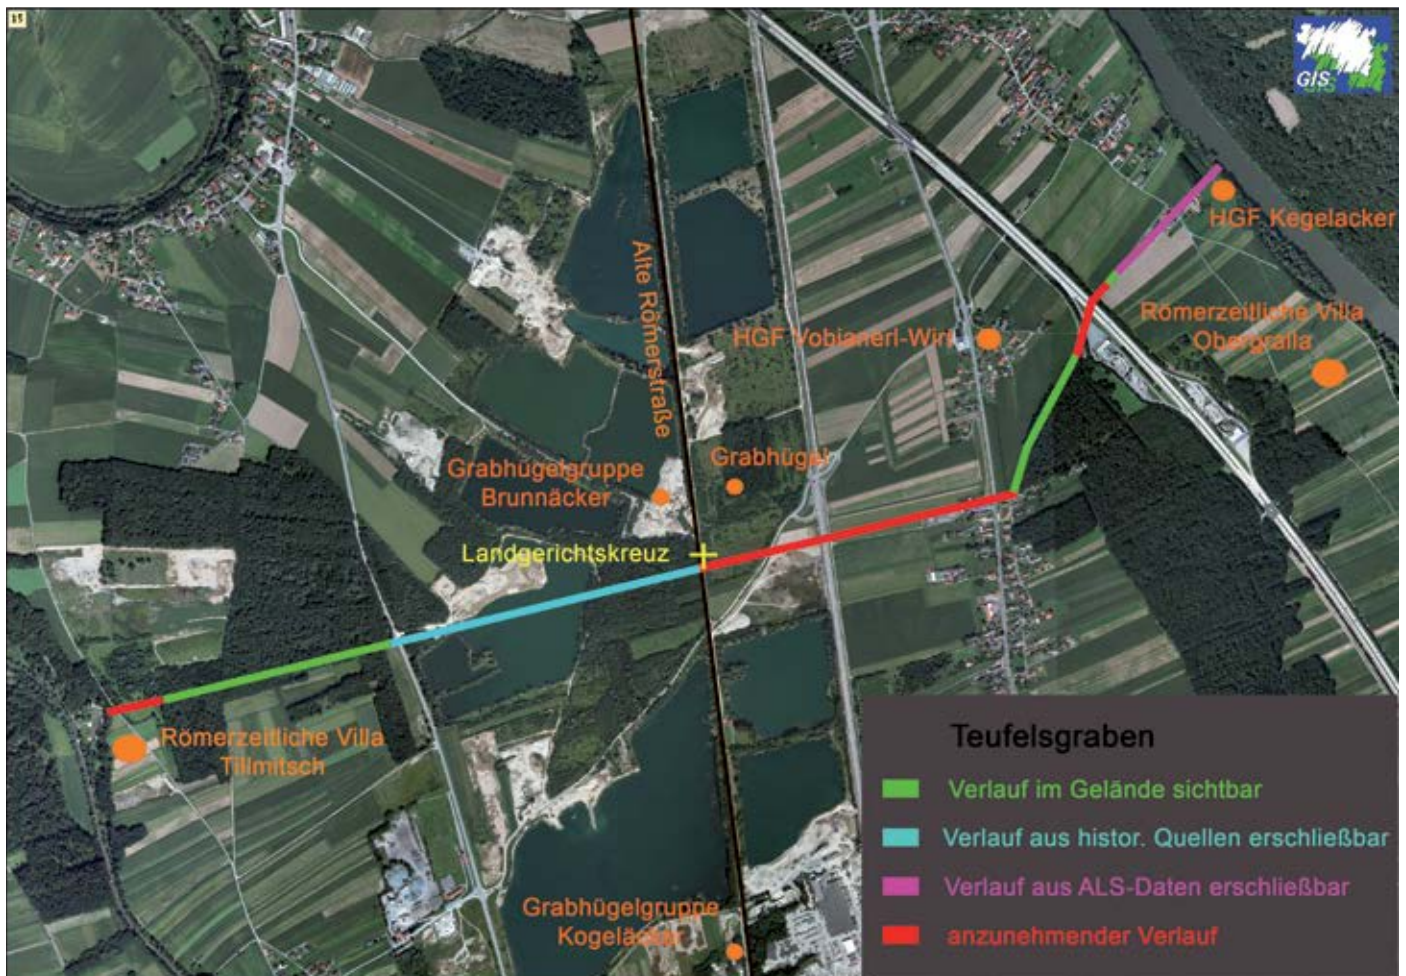 GIS
HGF Kegelacker
Alte Römerstraße
Römerzeitliche Villa
Obergralla
HGF Vobianerl-Wirt
Grabhügelgruppe
Brunnäcker
Grabhügel
Landgerichtskreuz
Römerzeitliche Villa
Tillmitsch
Grabhügelgruppe
Kogeläcker
Teufelsgraben
Verlauf im Gelände sichtbar
Verlauf aus histor. Quellen erschließbar
Verlauf aus ALS-Daten erschließbar
anzunehmender Verlauf